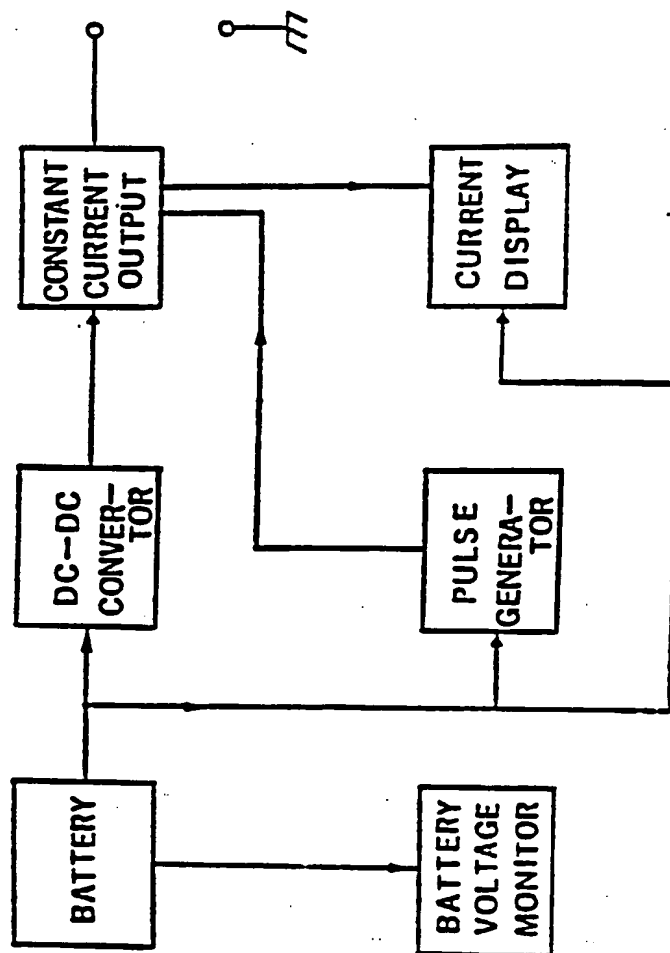 BATTERY
DC-DC
CONVER-
TOR
CONSTANT
CURRENT
OUTPUT
BATTERY
VOLTAGE
MONITOR
PULSE
GENERA-
TOR
CURRENT
DISPLAY